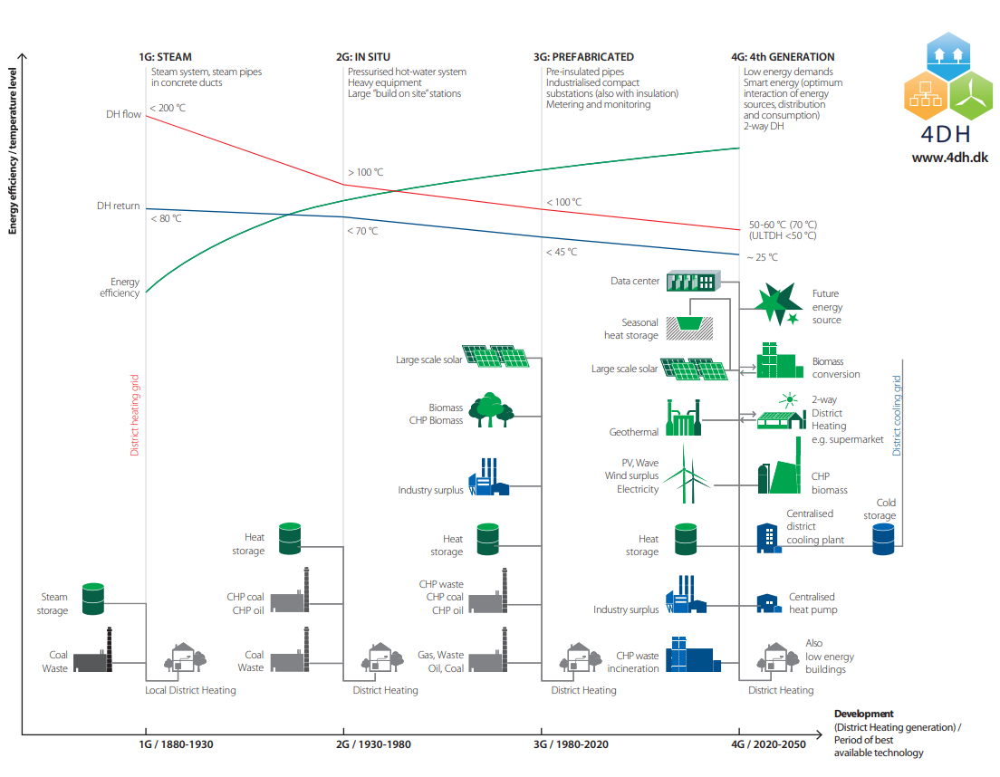 1G: STEAM
Steam system, steam pipes
in concrete ducts
2G: IN SITU
Pressurised hot-water system
Heavy equipment
Large "build on site" stations
3G: PREFABRICATED
Pre-insulated pipes
Industrialised compact
substations (also with insulation)
Metering and monitoring
4G: 4th GENERATION
Low energy demands
Smart energy (optimum
interaction of energy
sources, distribution
and consumption)
2-way DH
4DH
www.4dh.dk
Energy efficiency / temperature level
DH flow
< 200 °C
> 100 °C
< 100 °C
50-60 °C (70 °C)
(ULTDH <50 °C)
DH return
< 80 °C
< 70 °C
< 45 °C
~ 25 °C
Energy
efficiency
District heating grid
Steam
storage
Coal
Waste
Local District Heating
Heat
storage
CHP coal
CHP oil
Coal
Waste
District Heating
Large scale solar
Biomass
CHP Biomass
Industry surplus
Heat
storage
CHP waste
CHP coal
CHP oil
Gas, Waste
Oil, Coal
District Heating
Data center
Seasonal
heat storage
Large scale solar
Geothermal
PV, Wave
Wind surplus
Electricity
Heat
storage
Industry surplus
CHP waste
incineration
Future
energy
source
Biomass
conversion
2-way
District
Heating
e.g. supermarket
CHP
biomass
Centralised
district
cooling plant
Cold
storage
District cooling grid
Centralised
heat pump
Also
low energy
buildings
District Heating
1G / 1880-1930
2G / 1930-1980
3G / 1980-2020
4G / 2020-2050
Development
(District Heating generation) /
Period of best
available technology